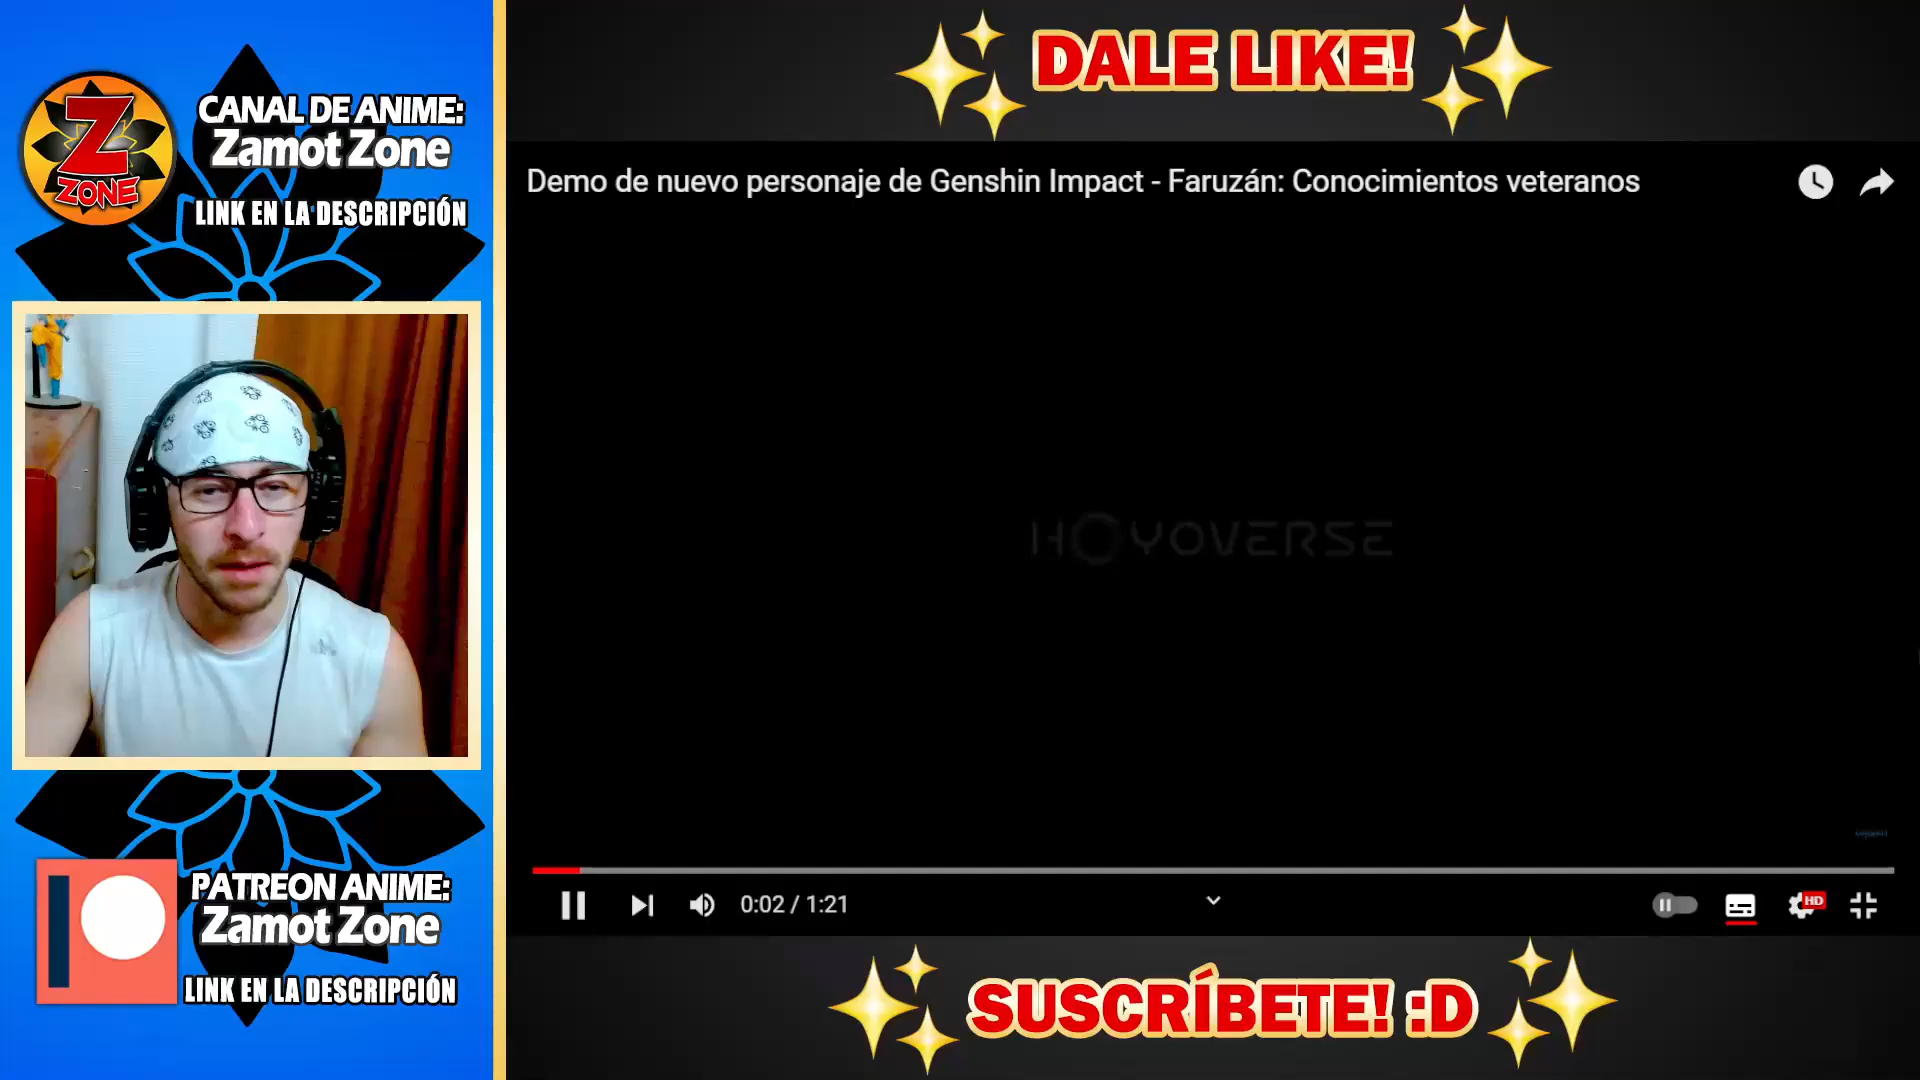 Z
ZONE
CANAL DE ANIME:
Zamot Zone
LINK EN LA DESCRIPCIÓN
DALE LIKE!
Demo de nuevo personaje de Genshin Impact - Faruzán: Conocimientos veteranos
HOYOVERSE
0:02 / 1:21
HD
PATREON ANIME:
Zamot Zone
LINK EN LA DESCRIPCIÓN
SUSCRÍBETE! :D